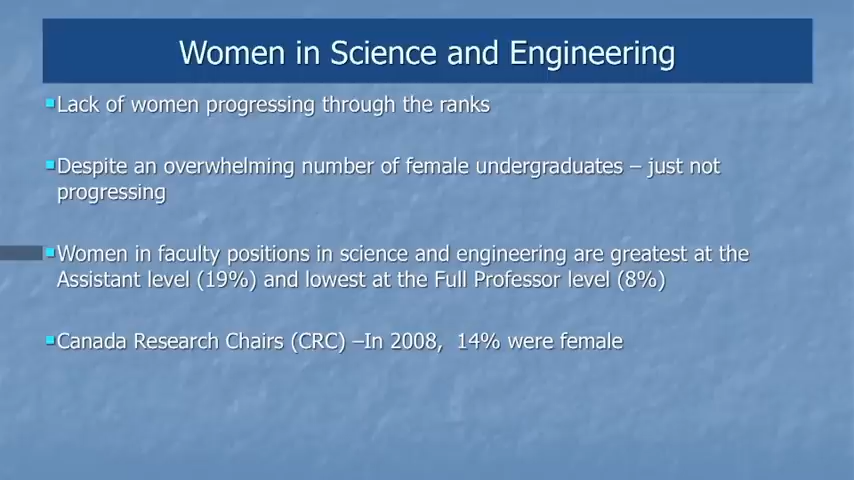 Women in Science and Engineering
Lack of women progressing through the ranks
Despite an overwhelming number of female undergraduates – just not
progressing
Women in faculty positions in science and engineering are greatest at the
Assistant level (19%) and lowest at the Full Professor level (8%)
Canada Research Chairs (CRC) –In 2008,  14% were female